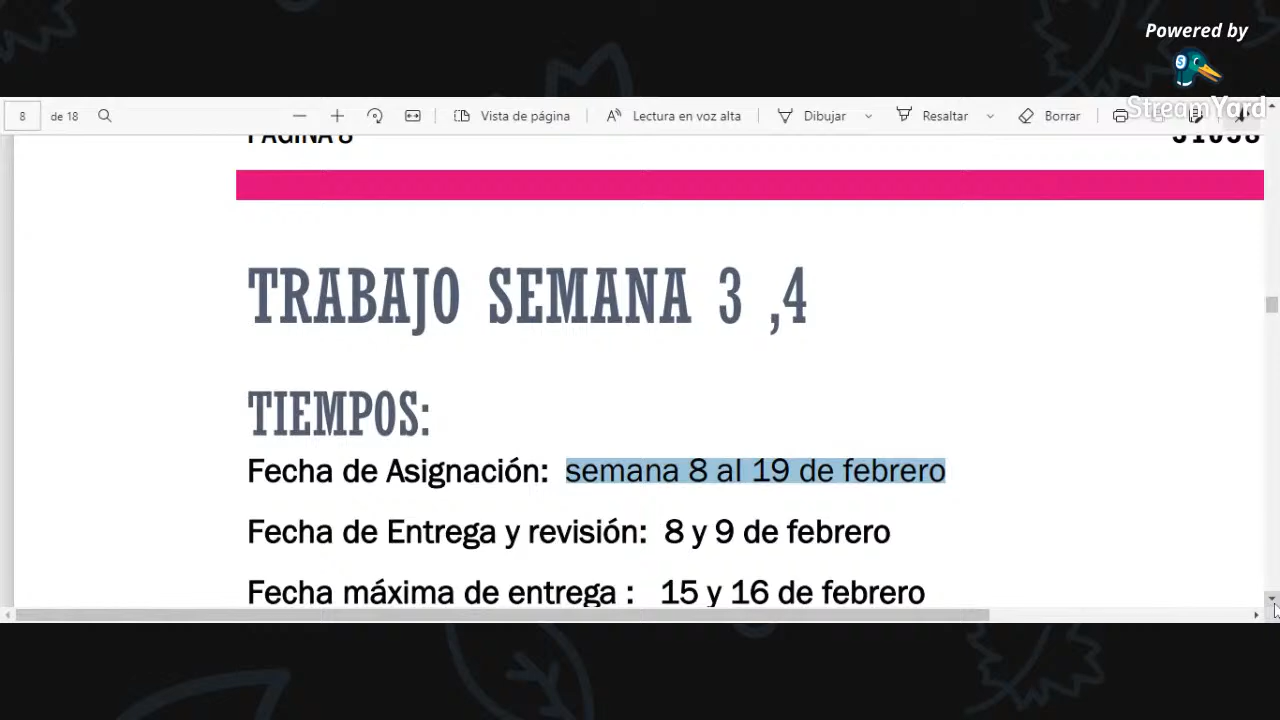 Powered by
StreamYard
8 de 18 Vista de página Lectura en voz alta Dibujar Resaltar Borrar
PÁGINA 8
TRABAJO SEMANA 3 ,4
TIEMPOS:
Fecha de Asignación: semana 8 al 19 de febrero
Fecha de Entrega y revisión: 8 y 9 de febrero
Fecha máxima de entrega : 15 y 16 de febrero